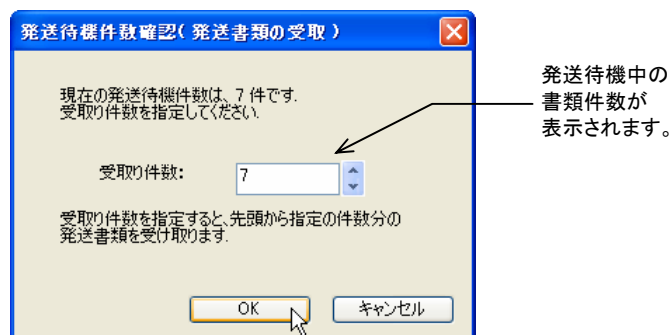 発送待機件数確認(発送書類の受取)
現在の発送待機件数は、7 件です.
受取り件数を指定してください.
受取り件数:
7
受取り件数を指定すると、先頭から指定の件数分の
発送書類を受け取ります.
OK
キャンセル
発送待機中の
書類件数が
表示されます。